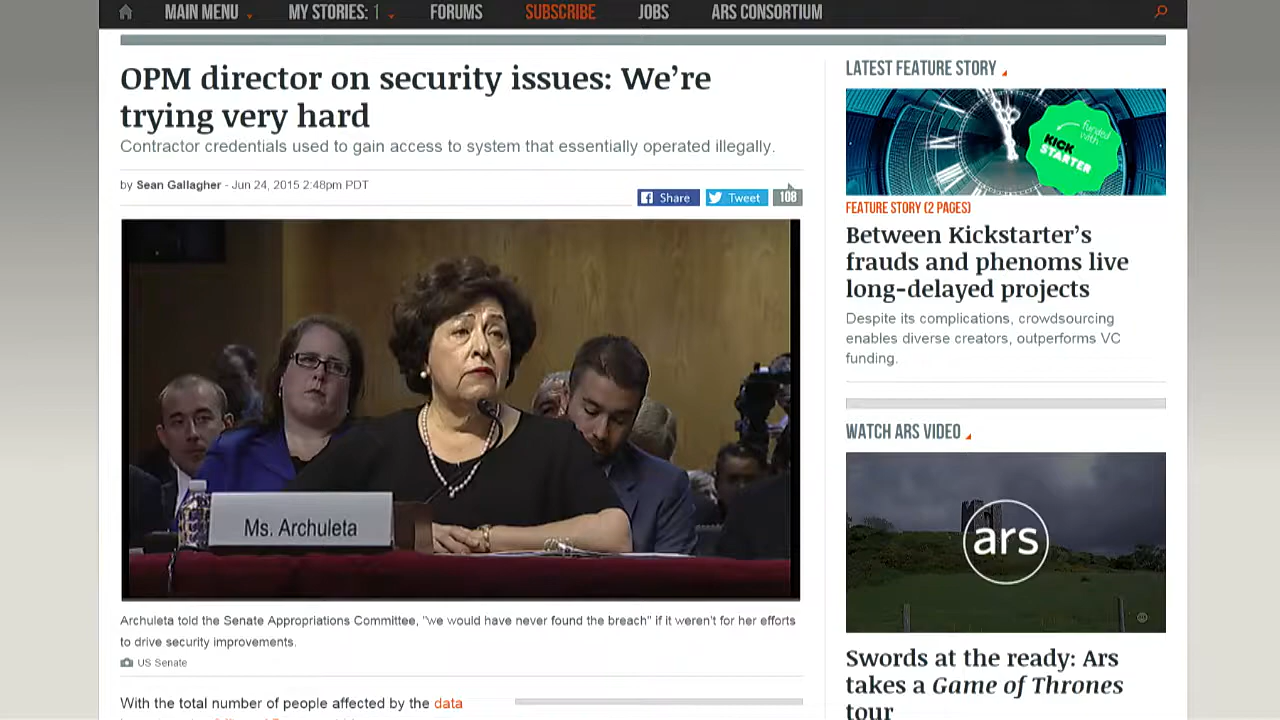 MAIN MENU
MY STORIES: 1
FORUMS
SUBSCRIBE
JOBS
ARS CONSORTIUM
OPM director on security issues: We’re
trying very hard
Contractor credentials used to gain access to system that essentially operated illegally.
by Sean Gallagher - Jun 24, 2015 2:48pm PDT
Share
Tweet
108
Ms. Archuleta
Archuleta told the Senate Appropriations Committee, "we would have never found the breach" if it weren't for her efforts
to drive security improvements.
US Senate
With the total number of people affected by the data
LATEST FEATURE STORY
funded
with
KICK
STARTER
FEATURE STORY (2 PAGES)
Between Kickstarter’s
frauds and phenoms live
long-delayed projects
Despite its complications, crowdsourcing
enables diverse creators, outperforms VC
funding.
WATCH ARS VIDEO
ars
Swords at the ready: Ars
takes a Game of Thrones
tour